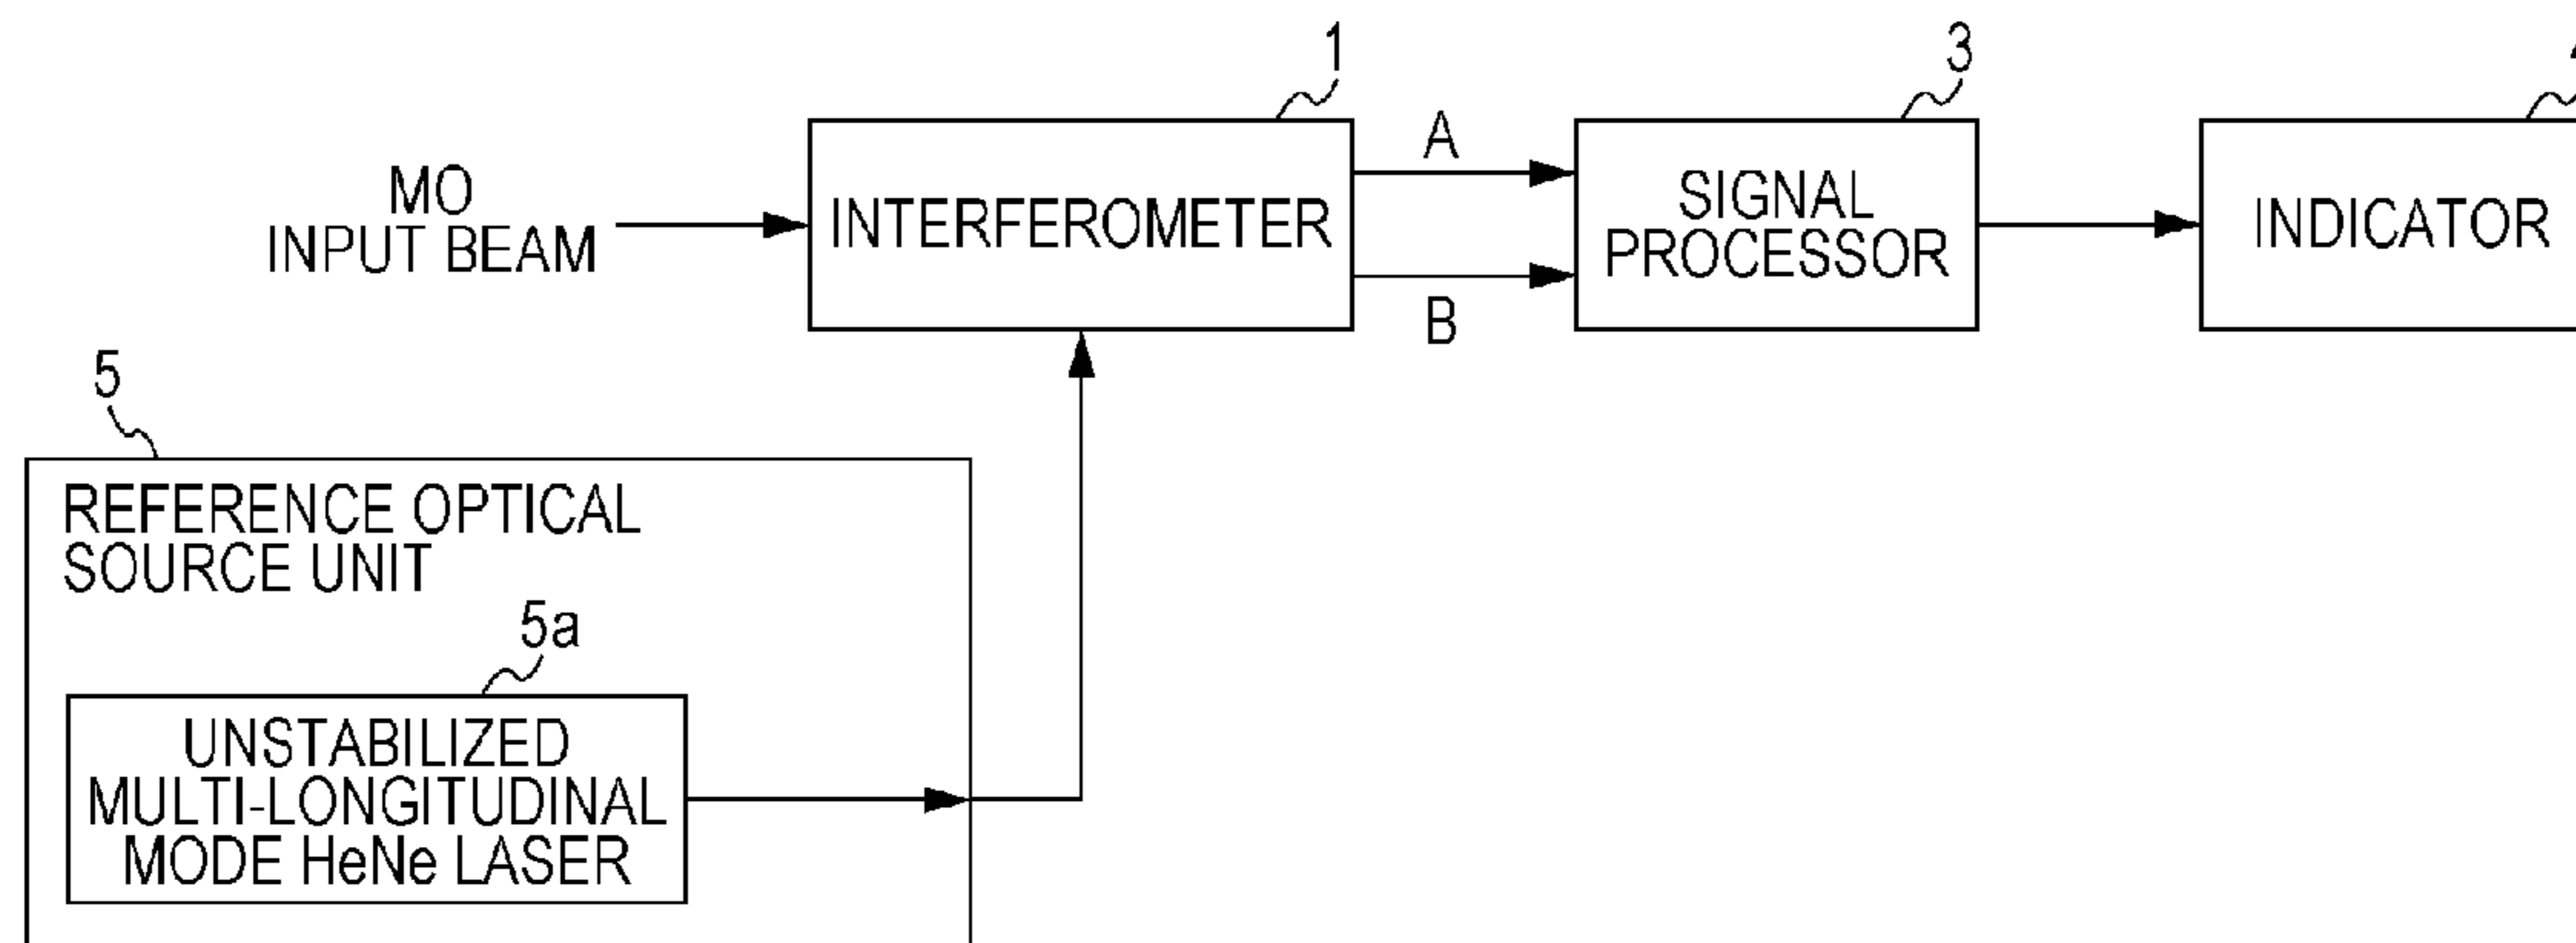 1
3
A
MO
INPUT BEAM
INTERFEROMETER
SIGNAL
PROCESSOR
INDICATOR
B
5
REFERENCE OPTICAL
SOURCE UNIT
5a
UNSTABILIZED
MULTI-LONGITUDINAL
MODE HeNe LASER